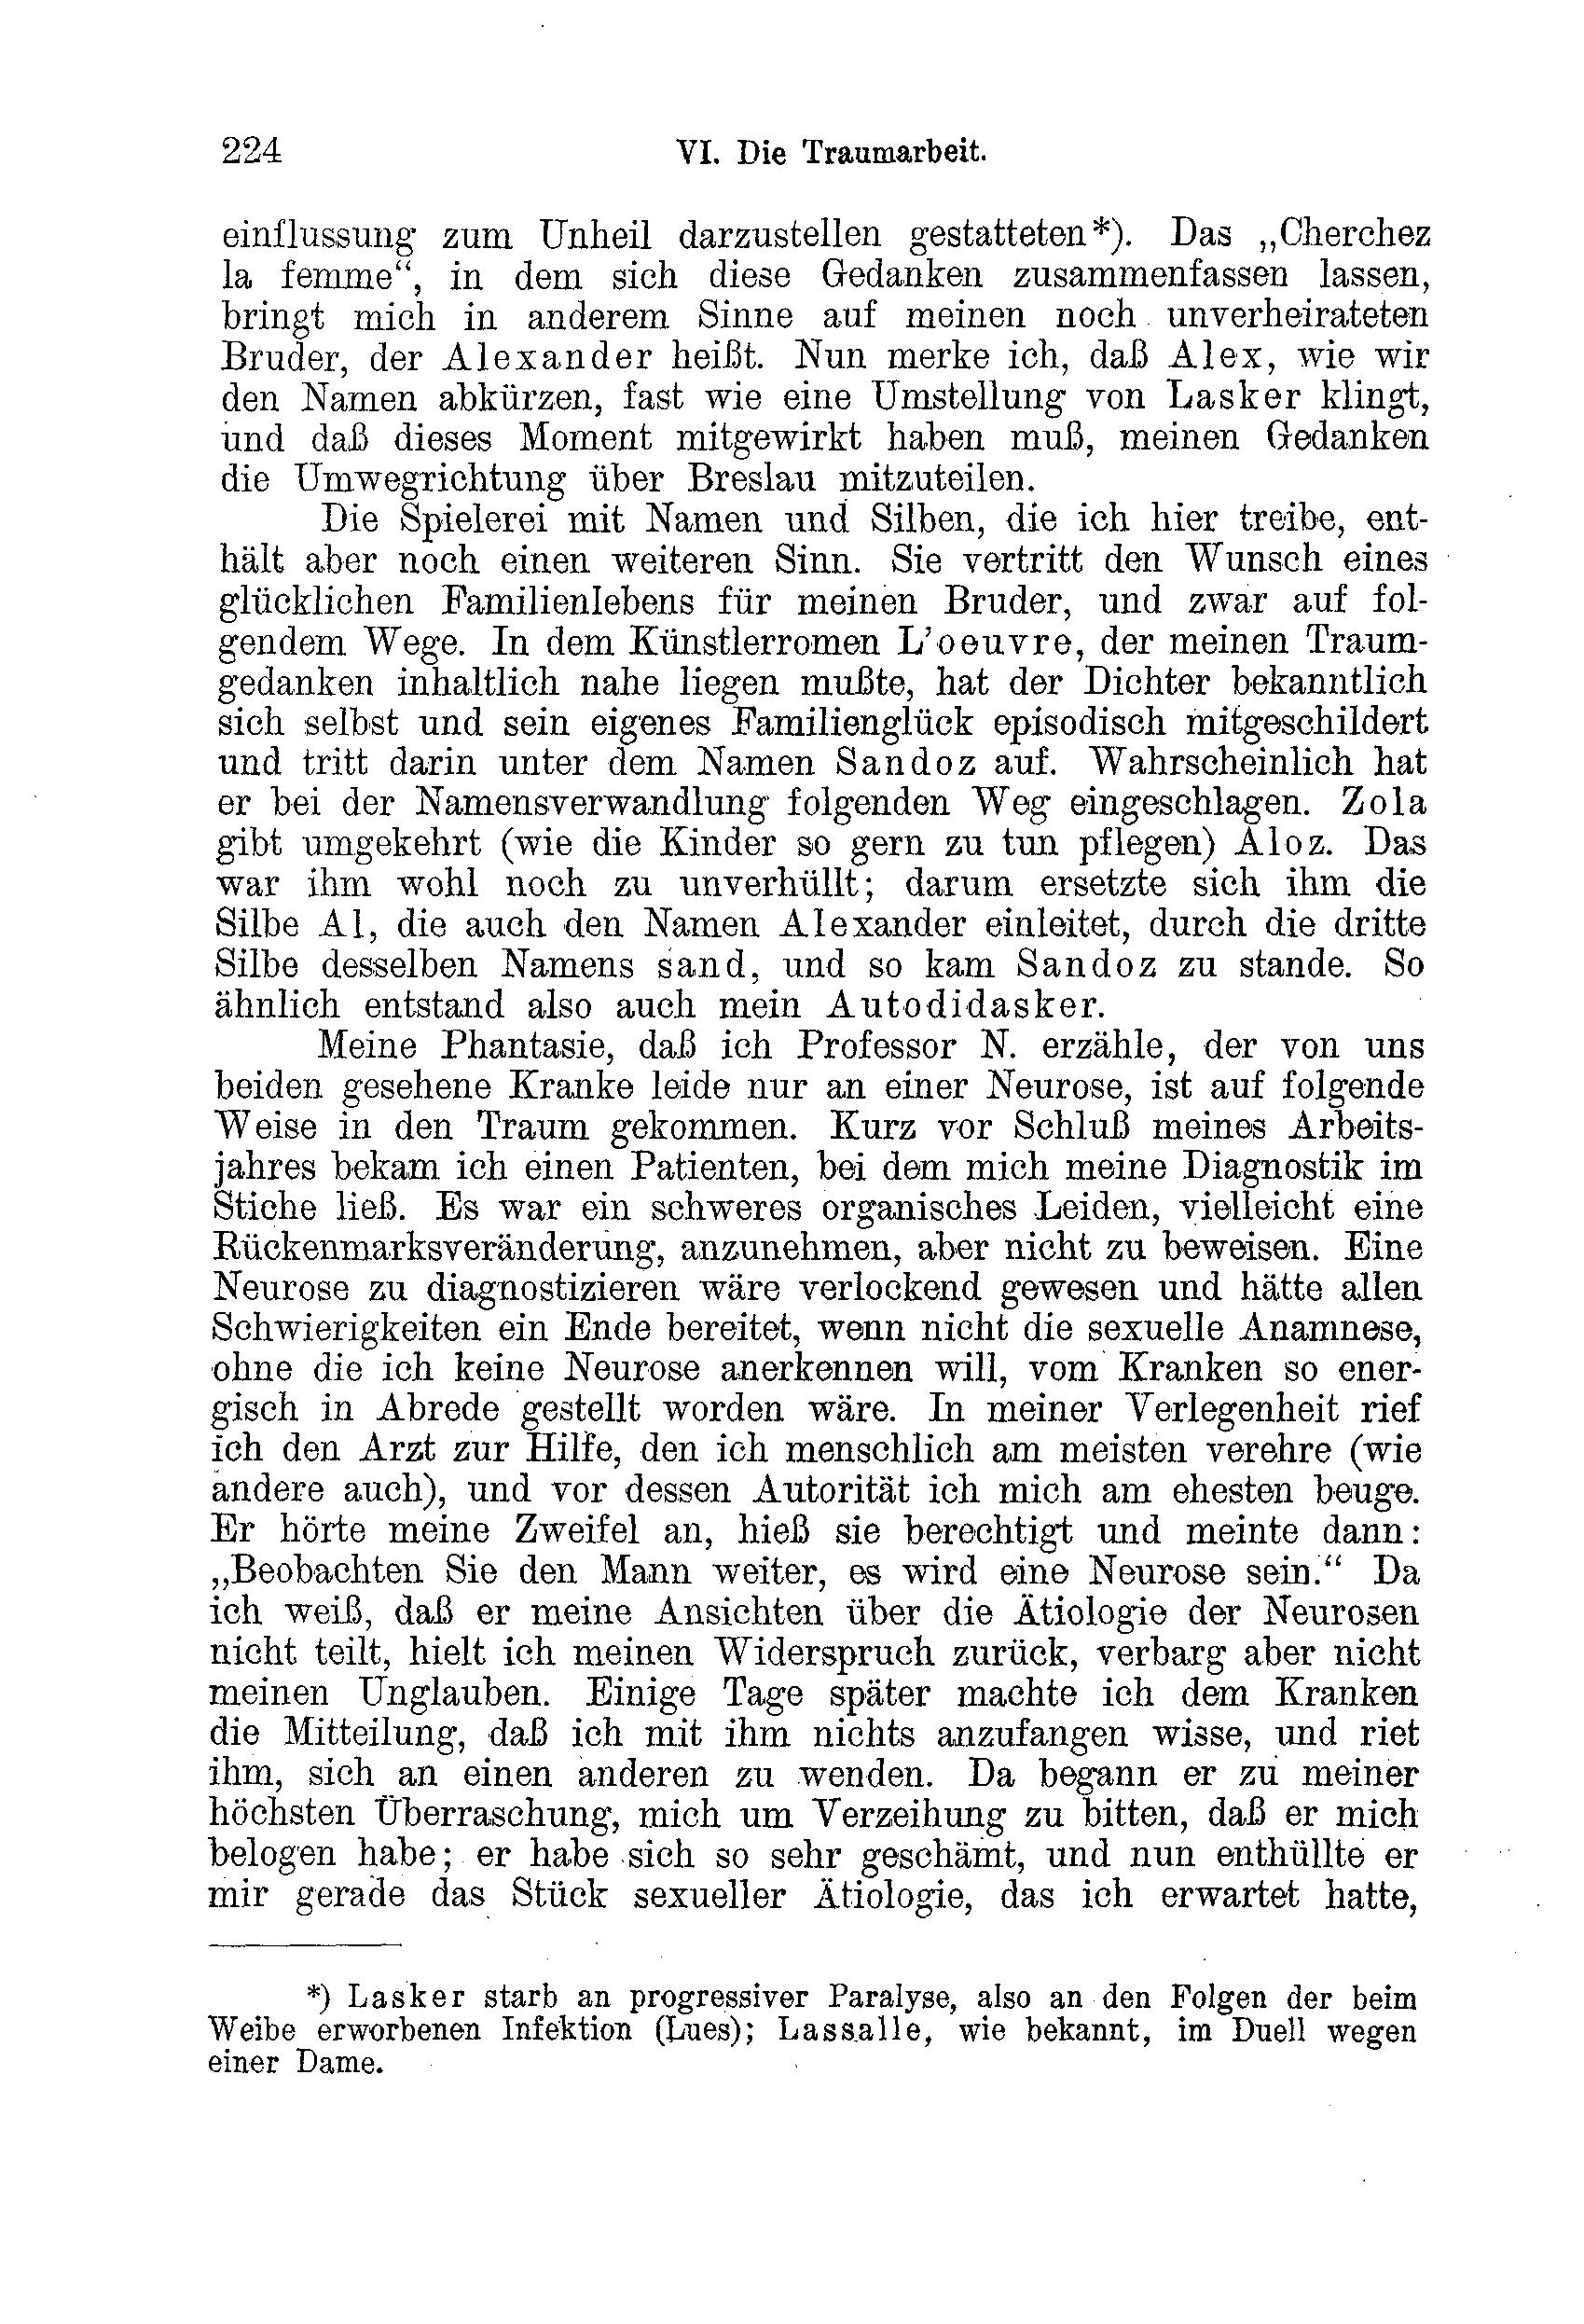 224 VI. Die Traumarbeit.
einflussung zum Unheil darzustellen gestatteten*). Das „Cherchez
la femme“, in dem sich diese Gedanken zusammenfassen lassen,
bringt mich in anderem Sinne auf meinen noch unverheirateten
Bruder, der Alexander heißt. Nun merke ich, daß Alex, wie wir
den Namen abkürzen, fast wie eine Umstellung von Lasker klingt,
und daß dieses Moment mitgewirkt haben muß, meinen Gedanken
die Umwegrichtung über Breslau mitzuteilen.
Die Spielerei mit Namen und Silben, die ich hier treibe, ent-
hält aber noch einen weiteren Sinn. Sie vertritt den Wunsch eines
glücklichen Familienlebens für meinen Bruder, und zwar auf fol-
gendem Wege. In dem Künstlerromen L’oeuvre, der meinen Traum-
gedanken inhaltlich nahe liegen mußte, hat der Dichter bekanntlich
sich selbst und sein eigenes Familienglück episodisch mitgeschildert
und tritt darin unter dem Namen Sandoz auf. Wahrscheinlich hat
er bei der Namensverwandlung folgenden Weg eingeschlagen. Zola
gibt umgekehrt (wie die Kinder so gern zu tun pflegen) Aloz. Das
war ihm wohl noch zu unverhüllt; darum ersetzte sich ihm die
Silbe Al, die auch den Namen Alexander einleitet, durch die dritte
Silbe desselben Namens sand, und so kam Sandoz zu stande. So
ähnlich entstand also auch mein Autodidasker.
Meine Phantasie, daß ich Professor N. erzähle, der von uns
beiden gesehene Kranke leide nur an einer Neurose, ist auf folgende
Weise in den Traum gekommen. Kurz vor Schluß meines Arbeits-
jahres bekam ich einen Patienten, bei dem mich meine Diagnostik im
Stiche ließ. Es war ein schweres organisches Leiden, vielleicht eine
Rückenmarksveränderung, anzunehmen, aber nicht zu beweisen. Eine
Neurose zu diagnostizieren wäre verlockend gewesen und hätte allen
Schwierigkeiten ein Ende bereitet, wenn nicht die sexuelle Anamnese,
ohne die ich keine Neurose anerkennen will, vom Kranken so ener-
gisch in Abrede gestellt worden wäre. In meiner Verlegenheit rief
ich den Arzt zur Hilfe, den ich menschlich am meisten verehre (wie
andere auch), und vor dessen Autorität ich mich am ehesten beuge.
Er hörte meine Zweifel an, hieß sie berechtigt und meinte dann:
„Beobachten Sie den Mann weiter, es wird eine Neurose sein.“ Da
ich weiß, daß er meine Ansichten über die Ätiologie der Neurosen
nicht teilt, hielt ich meinen Widerspruch zurück, verbarg aber nicht
meinen Unglauben. Einige Tage später machte ich dem Kranken
die Mitteilung, daß ich mit ihm nichts anzufangen wisse, und riet
ihm, sich an einen anderen zu wenden. Da begann er zu meiner
höchsten Überraschung, mich um Verzeihung zu bitten, daß er mich
belogen habe; er habe sich so sehr geschämt, und nun enthüllte er
mir gerade das Stück sexueller Ätiologie, das ich erwartet hatte,
*) Lasker starb an progressiver Paralyse, also an den Folgen der beim
Weibe erworbenen Infektion (Lues); Lassalle, wie bekannt, im Duell wegen
einer Dame.